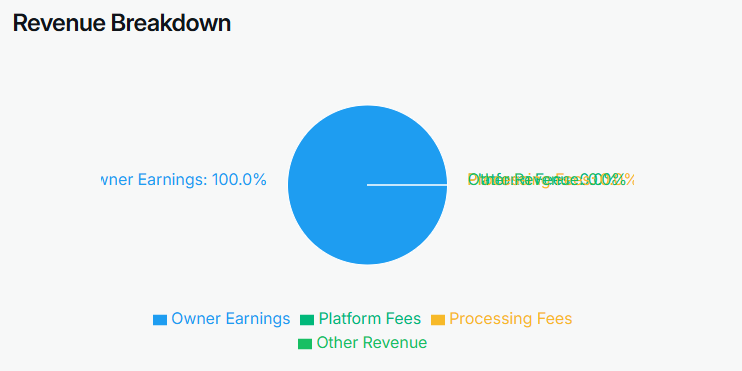 Revenue Breakdown
wner Earnings: 100.0%
Owner Earnings Platform Fees Processing Fees
Other Revenue